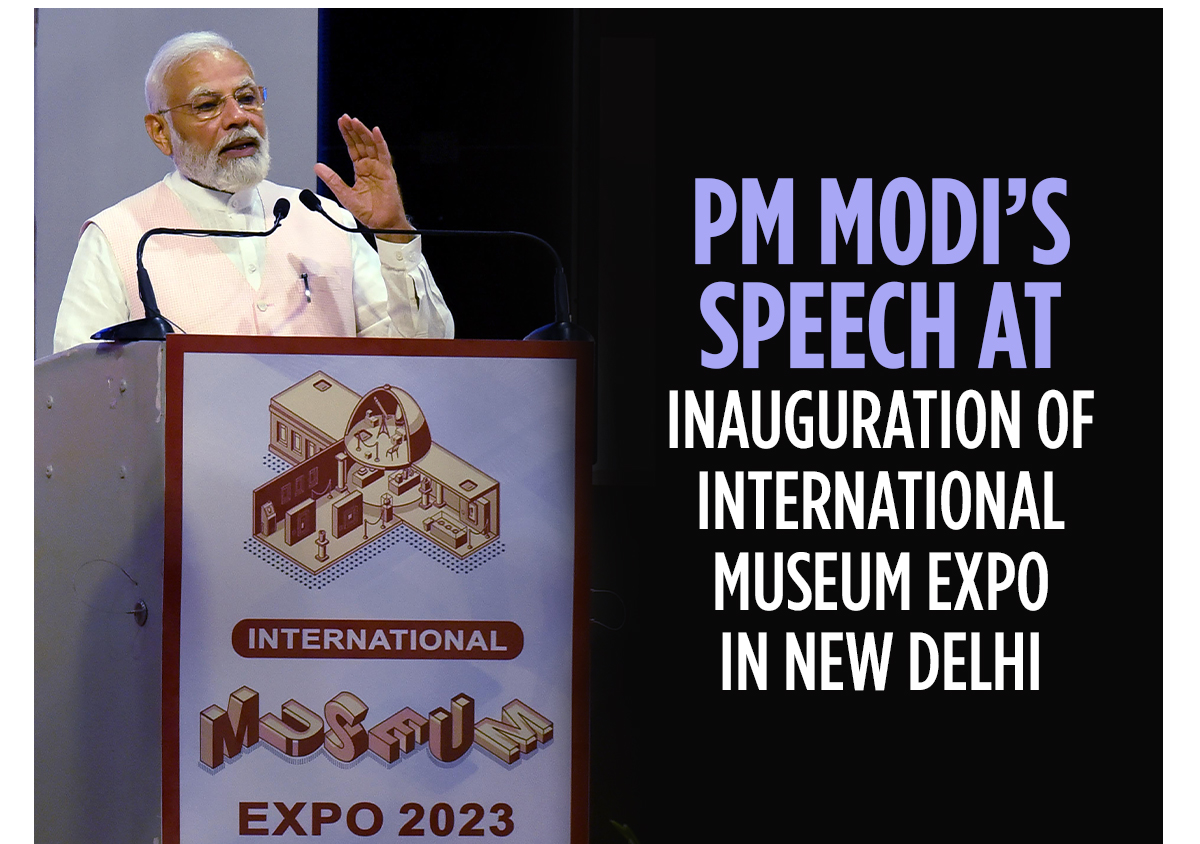 PM MODI’S
SPEECH AT
INAUGURATION OF
INTERNATIONAL
MUSEUM EXPO
IN NEW DELHI
INTERNATIONAL
MUSEUM
EXPO 2023